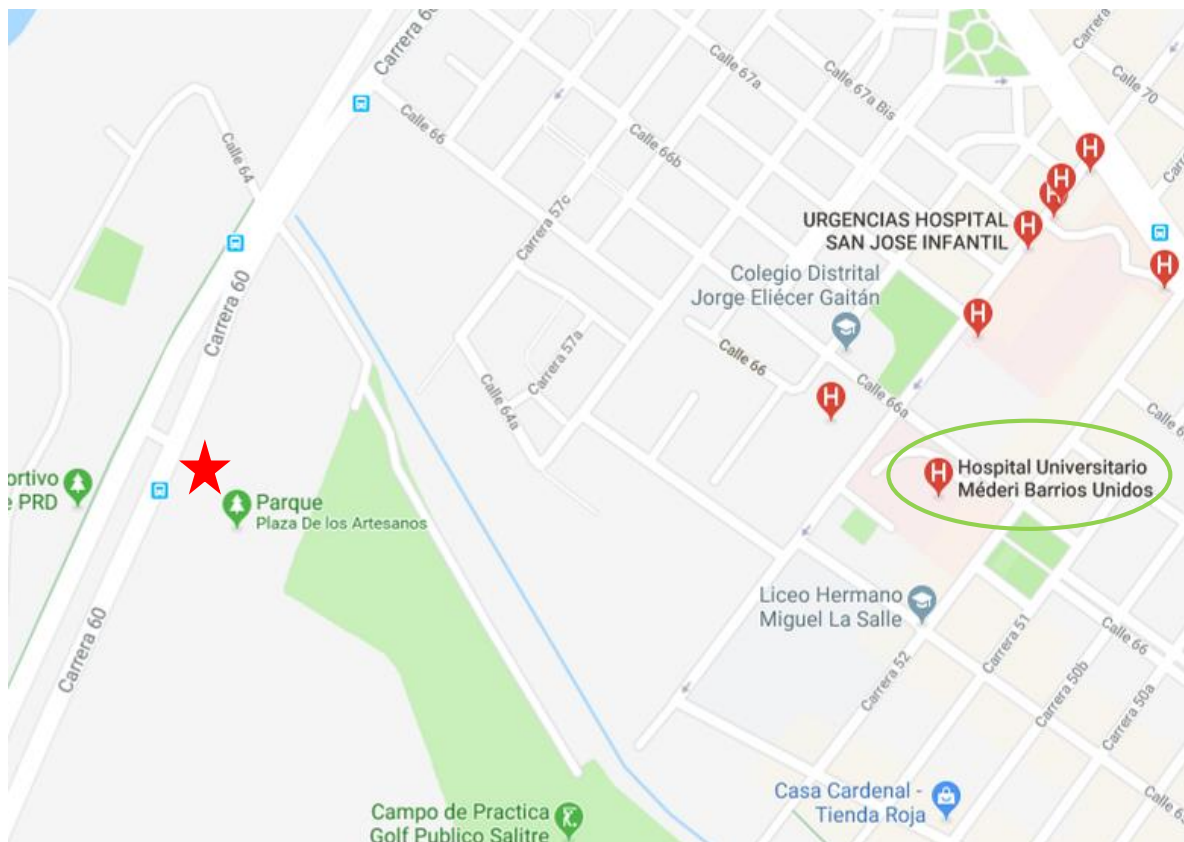 Carrera 60
Carrera
Calle 67a
Calle 67a Bis
Calle 70
Calle 66
Calle 66b
Calle 64
Carrera 57c
H
H
H
URGENCIAS HOSPITAL
SAN JOSE INFANTIL
H
H
Colegio Distrital
Jorge Eliécer Gaitán
H
Carrera 60
Calle 66
Carrera 57a
Calle 64a
Calle 66a
H
H
Hospital Universitario
Méderi Barrios Unidos
ortivo
e PRD
Parque
Plaza De los Artesanos
Liceo Hermano
Miguel La Salle
Carrera 60
Carrera 52
Carrera 51
Carrera 50b
Carrera 50a
Calle 66
Casa Cardenal -
Tienda Roja
Campo de Practica
Golf Publico Salitre